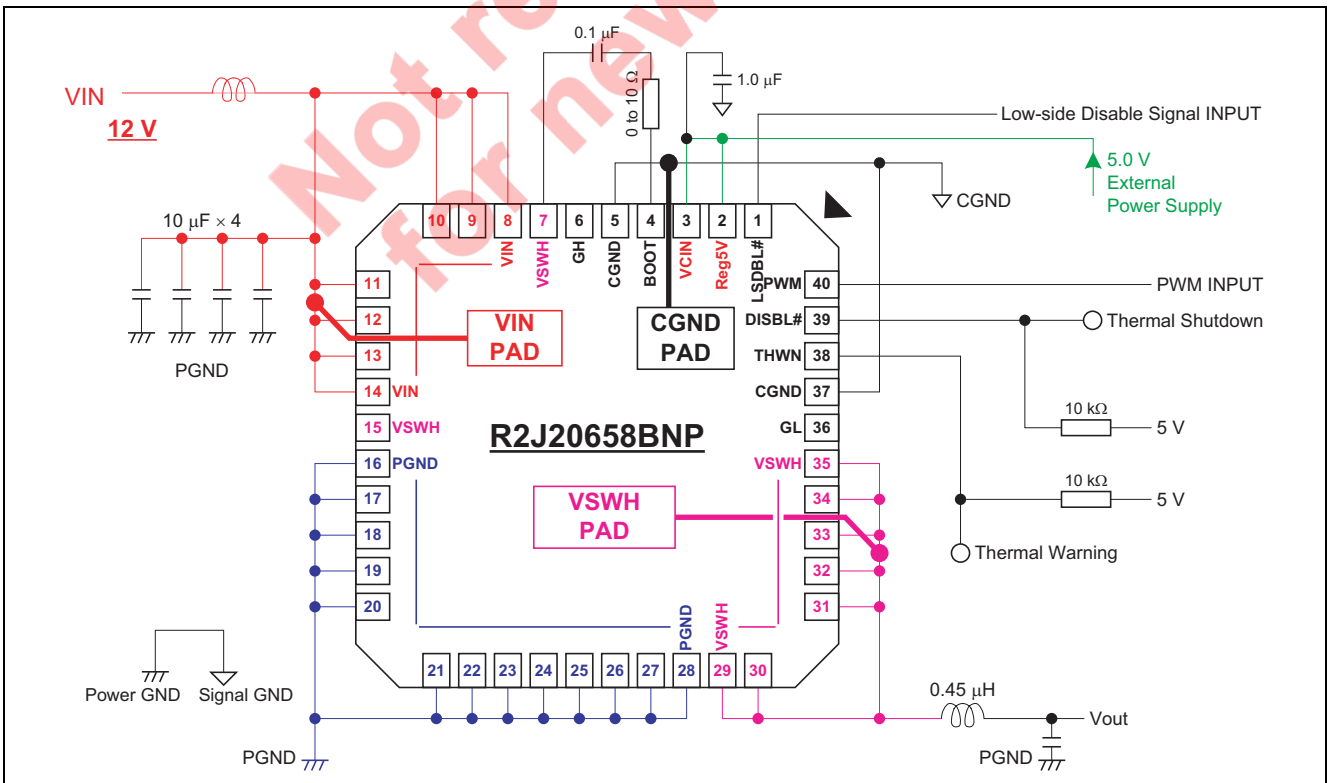 Not re
for new
VIN
12 V
0.1 μF
0 to 10 Ω
1.0 μF
Low-side Disable Signal INPUT
5.0 V
External
Power Supply
CGND
10 μF × 4
PGND
10
9
8
7
6
5
4
3
2
1
VIN
VSWH
GH
CGND
BOOT
VCIN
Reg5V
LSDBL#
11
12
13
14 VIN
15 VSWH
16 PGND
17
18
19
20
VIN
PAD
CGND
PAD
R2J20658BNP
VSWH
PAD
PWM 40
PWM INPUT
DISBL# 39
Thermal Shutdown
THWN 38
CGND 37
GL 36
VSWH 35
34
33
32
31
10 kΩ
5 V
10 kΩ
5 V
Thermal Warning
PGND
VSWH
21
22
23
24
25
26
27
28
29
30
Power GND
Signal GND
PGND
0.45 μH
Vout
PGND